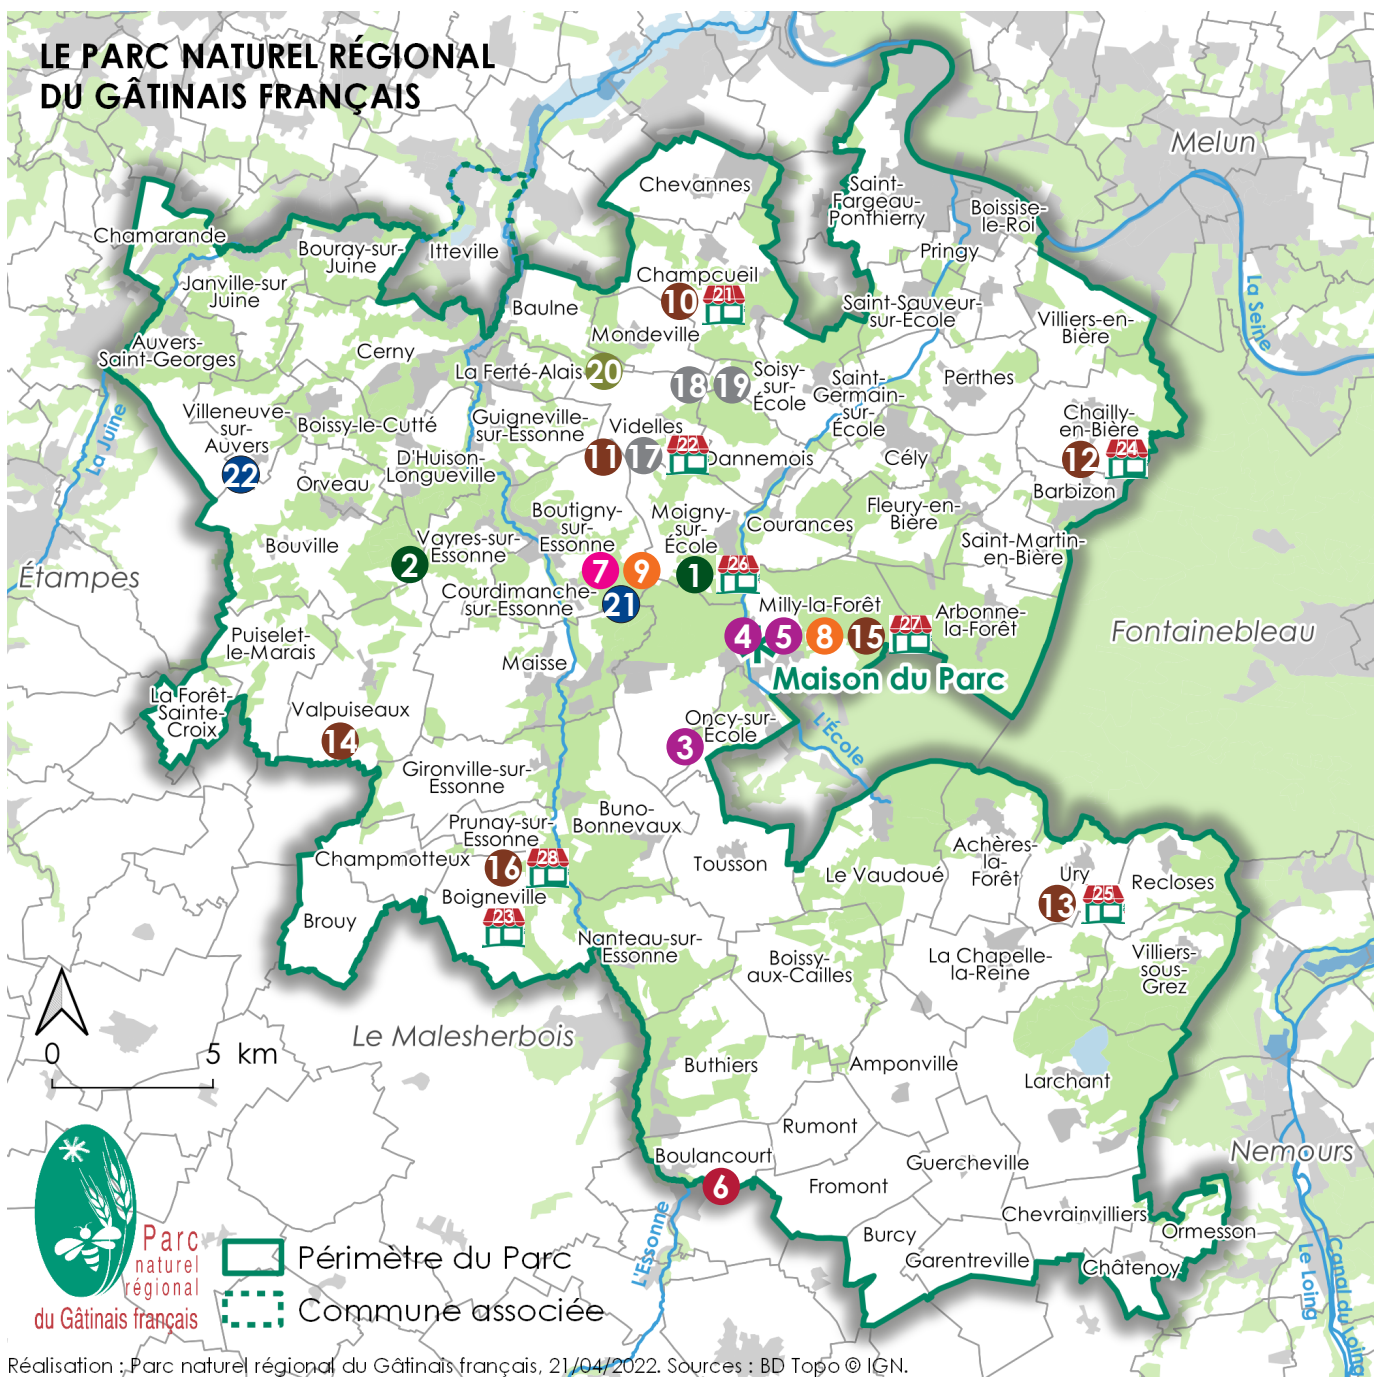 LE PARC NATUREL RÉGIONAL
DU GÂTINAIS FRANÇAIS
Melun
Chevannes
Saint-
Fargeau-
Ponthierry
Boissise-
le-Roi
Chamarande
Bouray-sur-
Juine
Itteville
Pringy
Janville-sur
Juine
Champcueil
10
21
Baulne
Saint-Sauveur-
sur-École
La Seine
Mondeville
Villiers-en-
Bière
Auvers-
Saint-Georges
Cerny
La Ferté-Alais
20
18
19
Soisy-
sur-
École
Saint-
Germain-
sur-
École
Perthes
La Juine
Villeneuve-
sur-
Auvers
22
Boissy-le-Cutté
Guigneville-
sur-Essonne
Videlles
11
17
22
Dannemois
Chailly-
en-Bière
12
24
Barbizon
D'Huison-
Longueville
Cély
Orveau
Boutigny-
sur-
Essonne
Moigny-
sur-
École
Courances
Fleury-en-
Bière
Saint-Martin-
en-Bière
Bouville
Vayres-sur-
Essonne
2
7
9
1
26
Étampes
Courdimanche-
sur-Essonne
21
Milly-la-Forêt
4
5
8
15
27
Arbonne-
la-Forêt
Fontainebleau
Puiselet-
le-Marais
Maisse
Maison du Parc
La Forêt-
Sainte-
Croix
Valpuiseaux
14
Oncy-sur-
École
3
L'École
Gironville-sur-
Essonne
Buno-
Bonnevaux
Prunay-sur-
Essonne
Champmotteux
16
28
Tousson
Le Vaudoué
Achères-
la-
Forêt
Ury
13
25
Recloses
Boigneville
23
Brouy
Nanteau-sur-
Essonne
Boissy-
aux-Cailles
La Chapelle-
la-Reine
Villiers-
sous-
Grez
Le Malesherbois
0 5 km
Buthiers
Amponville
Larchant
Rumont
Boulancourt
6
Guercheville
Nemours
Fromont
Chevrainvilliers
Ormesson
Burcy
Garentreville
Châtenoy
L'Essonne
Le Loing
Canal du Loing
Parc
naturel
régional
du Gâtinais français
Périmètre du Parc
Commune associée
Réalisation : Parc naturel régional du Gâtinais français, 21/04/2022. Sources : BD Topo © IGN.